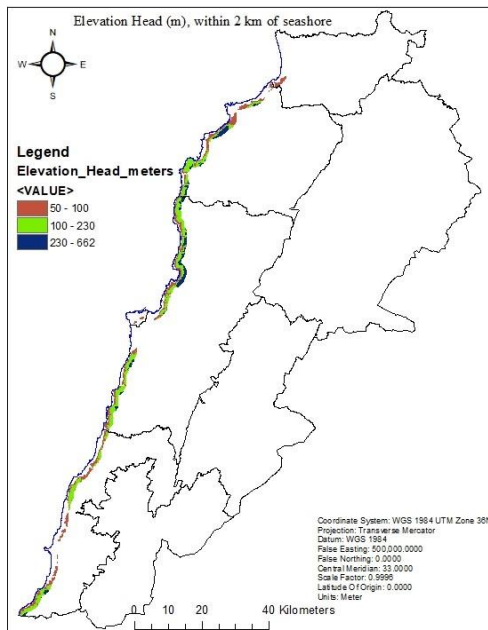 Elevation Head (m), within 2 km of seashore
N
W E
S
Legend
Elevation_Head_meters
<VALUE>
50 - 100
100 - 230
230 - 662
Coordinate System: WGS 1984 UTM Zone 36N
Projection: Transverse Mercator
Datum: WGS 1984
False Easting: 500,000.0000
False Northing: 0.0000
Central Meridian: 33.0000
Scale Factor: 0.9996
Latitude Of Origin: 0.0000
Units: Meter
0 10 20 40 Kilometers